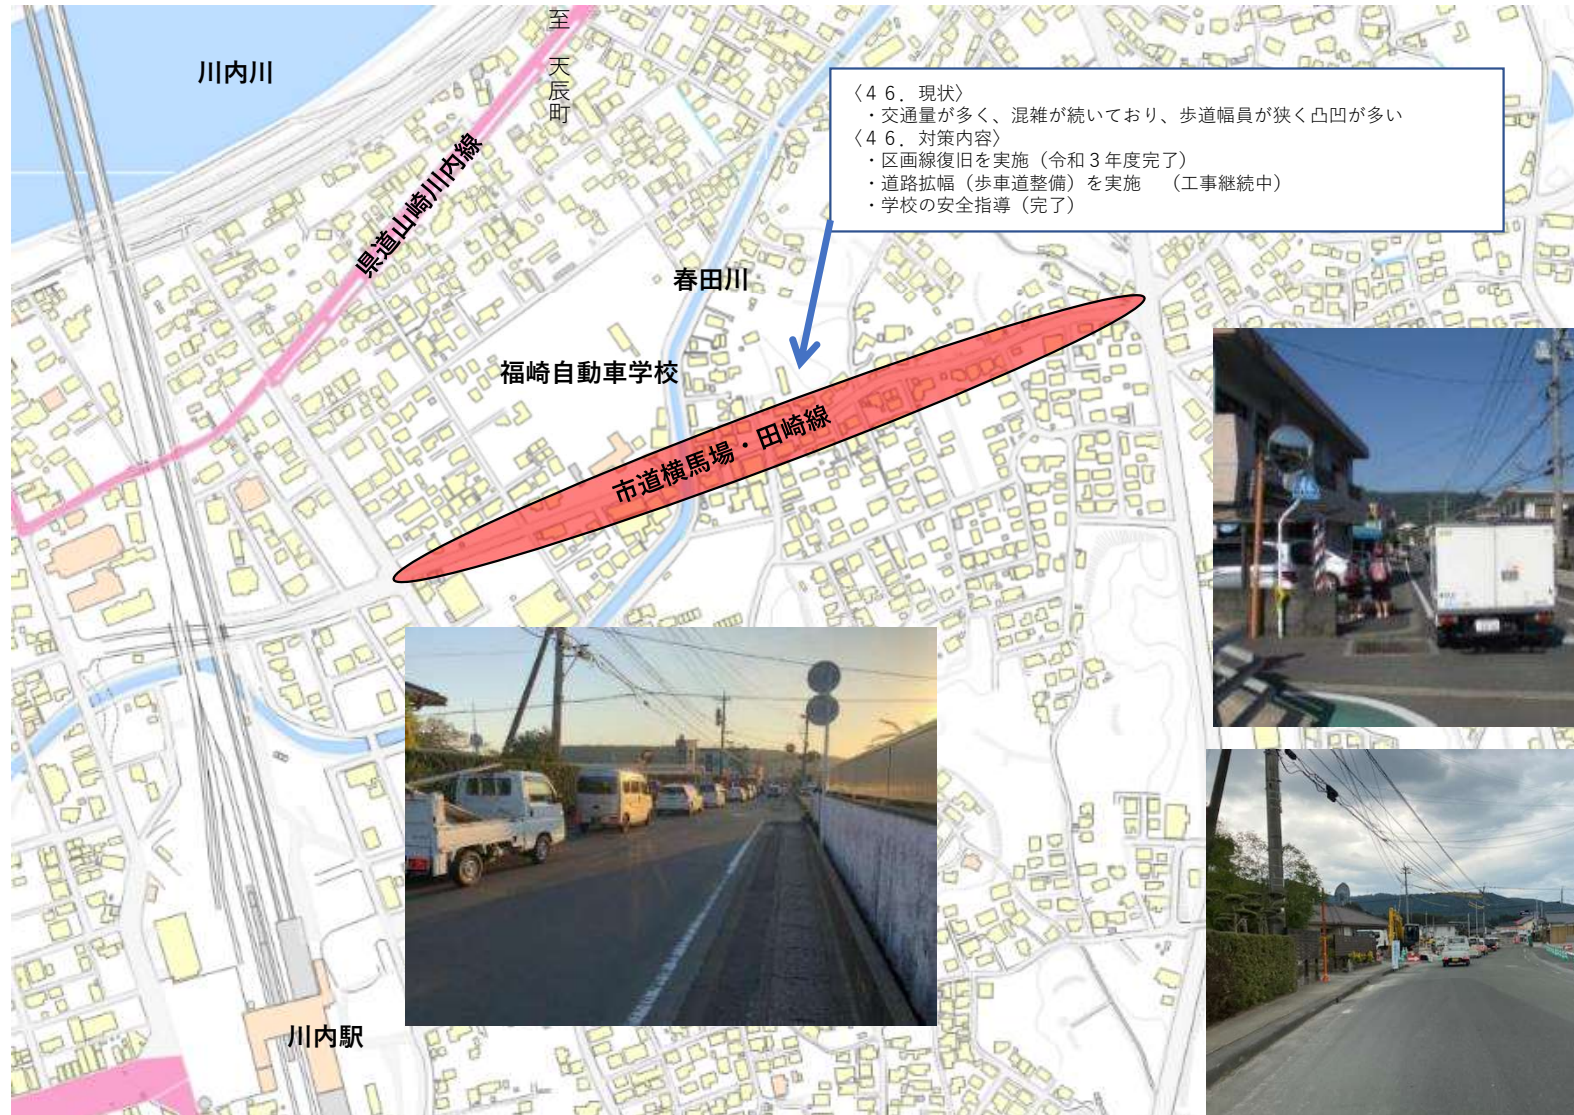 川内川
至 天辰町
〈46．現状〉
・交通量が多く、混雑が続いており、歩道幅員が狭く凸凹が多い
〈46．対策内容〉
・区画線復旧を実施（令和３年度完了）
・道路拡幅（歩車道整備）を実施　（工事継続中）
・学校の安全指導（完了）
県道山崎川内線
春田川
福崎自動車学校
市道横馬場・田崎線
川内駅